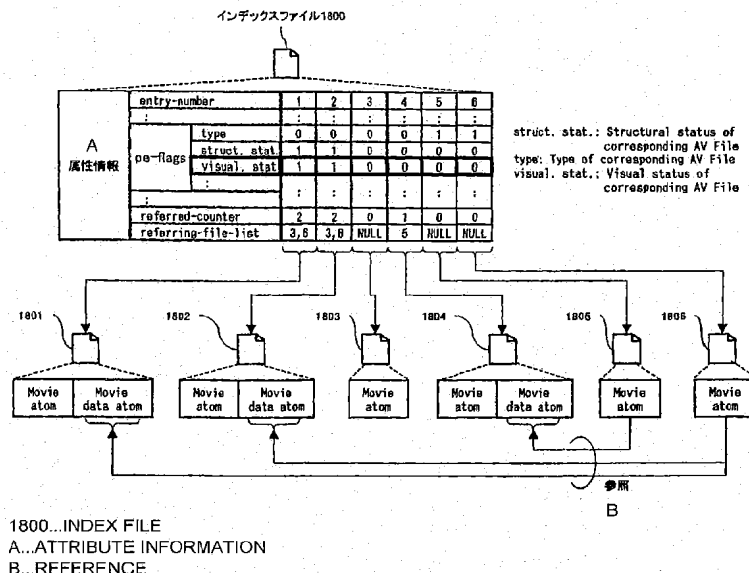 インデックスファイル1800
A
属性情報
entry-number 1 2 3 4 5 6
: : : : : : :
pe-flags
type 0 0 0 0 1 1
struct. stat. 1 1 0 0 0 0
visual. stat 1 1 0 0 0 0
:
: : : : : : :
referred-counter 2 2 0 1 0 0
referring-file-list 3,6 3,6 NULL 5 NULL NULL
struct. stat.: Structural status of
corresponding AV File
type: Type of corresponding AV File
visual. stat.: Visual status of
corresponding AV File
1801 1802 1803 1804 1805 1806
Movie atom Movie data atom Movie atom Movie data atom Movie atom Movie atom Movie data atom Movie atom Movie atom
参照
B
1800...INDEX FILE
A...ATTRIBUTE INFORMATION
B...REFERENCE